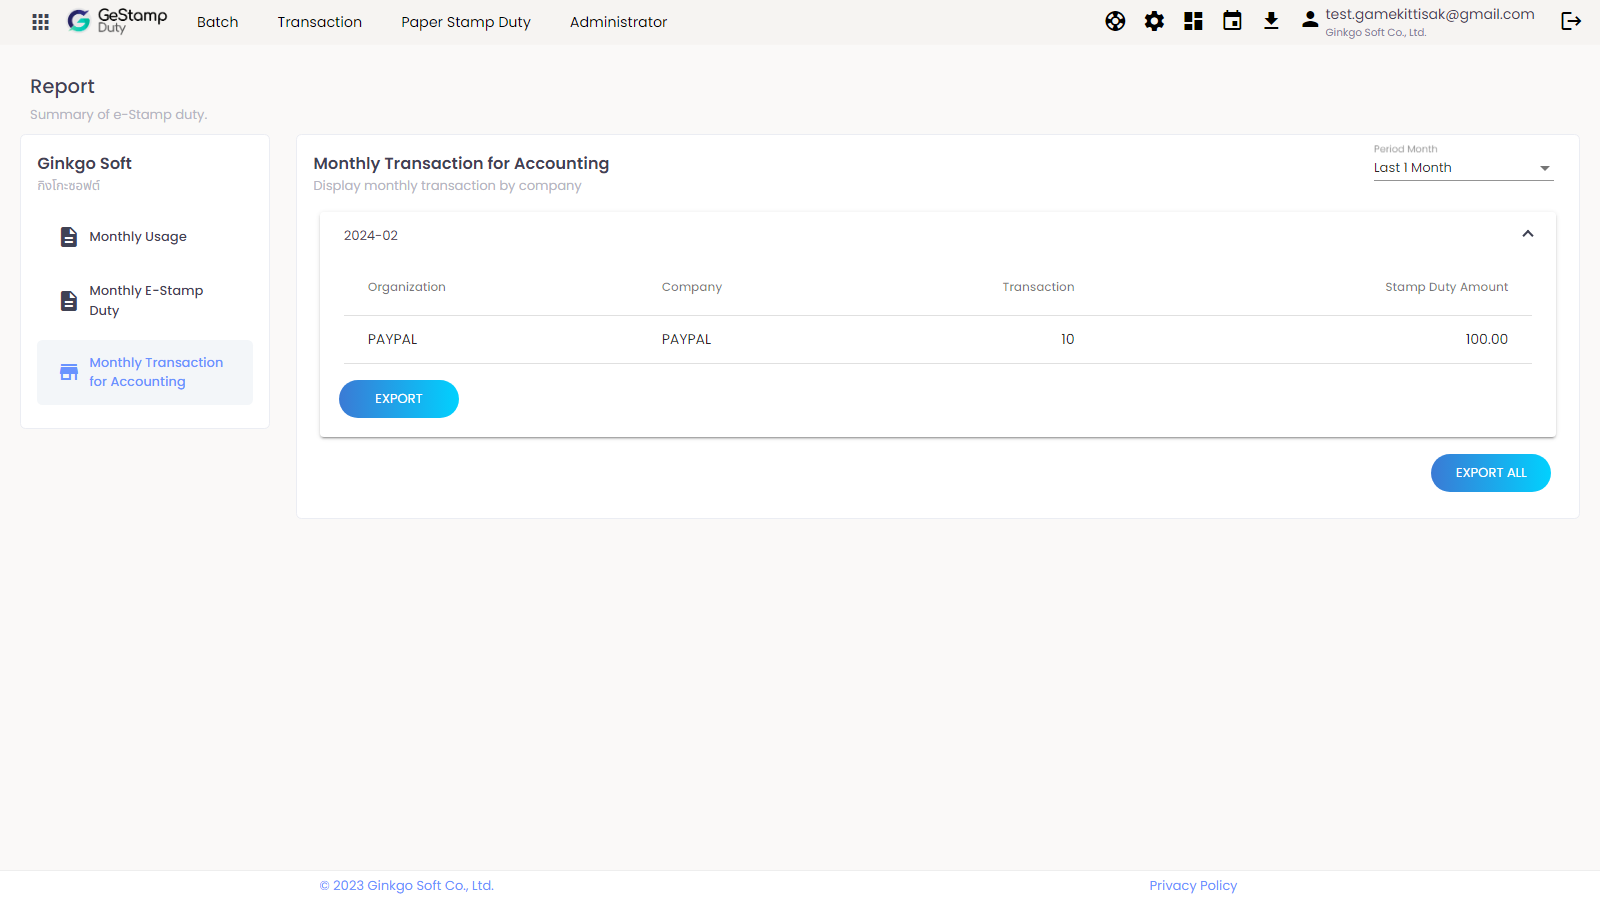 GeStamp
Duty
Batch
Transaction
Paper Stamp Duty
Administrator
test.gamekittisak@gmail.com
Ginkgo Soft Co., Ltd.
Report
Summary of e-Stamp duty.
Ginkgo Soft
กิงโกะซอฟต์
Monthly Usage
Monthly E-Stamp
Duty
Monthly Transaction
for Accounting
Monthly Transaction for Accounting
Display monthly transaction by company
Period Month
Last 1 Month
2024-02
Organization Company Transaction Stamp Duty Amount
PAYPAL PAYPAL 10 100.00
EXPORT
EXPORT ALL
© 2023 Ginkgo Soft Co., Ltd.
Privacy Policy